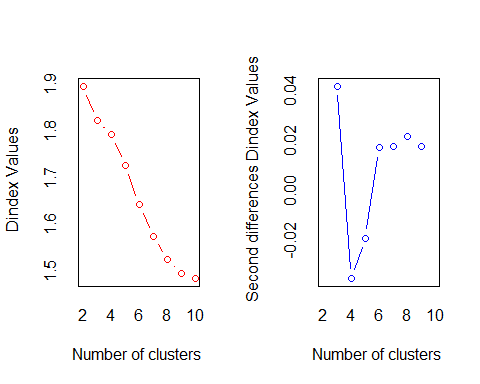 Dindex Values
1.5 1.6 1.7 1.8 1.9
2 4 6 8 10
Number of clusters
Second differences Dindex Values
-0.02 0.00 0.02 0.04
2 4 6 8 10
Number of clusters